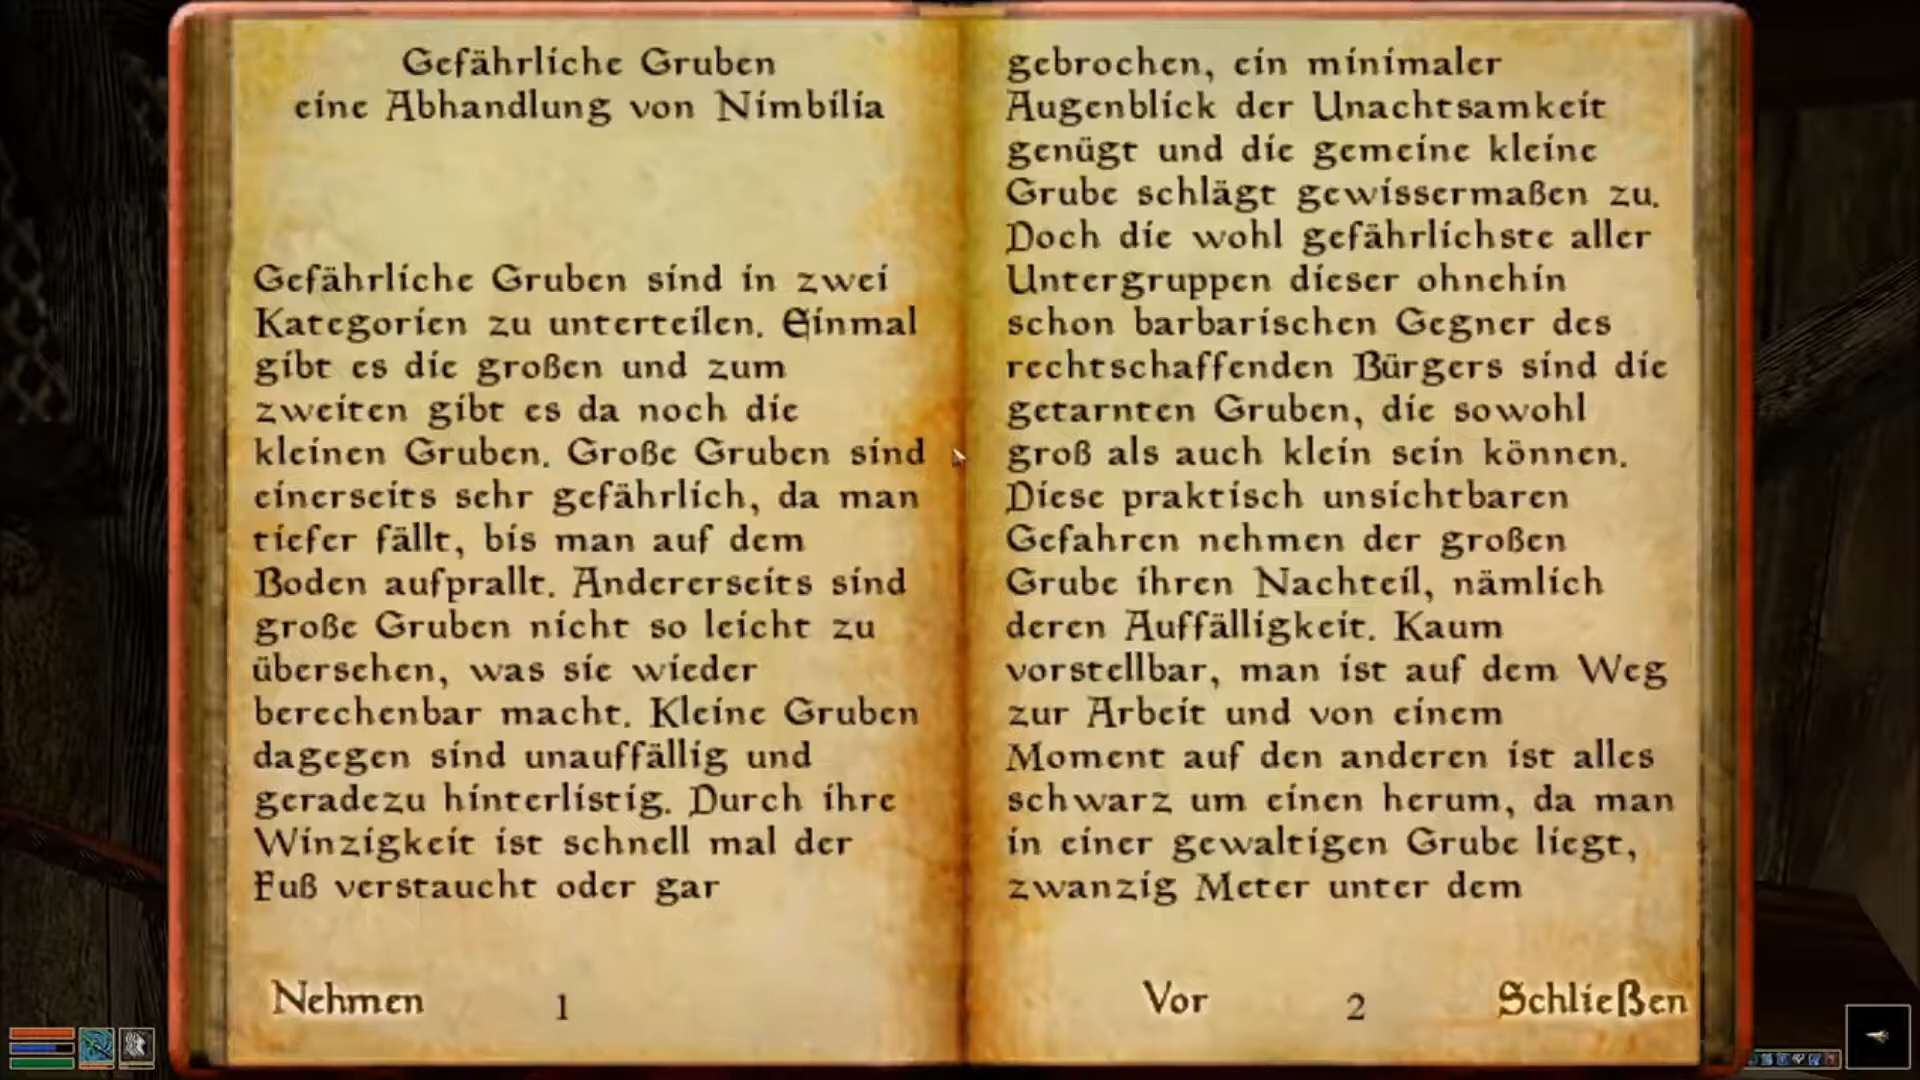 Gefährliche Gruben
eine Abhandlung von Nimbilia
Gefährliche Gruben sind in zwei
Kategorien zu unterteilen. Einmal
gibt es die großen und zum
zweiten gibt es da noch die
kleinen Gruben. Große Gruben sind
einerseits sehr gefährlich, da man
tiefer fällt, bis man auf dem
Boden aufprallt. Andererseits sind
große Gruben nicht so leicht zu
übersehen, was sie wieder
berechenbar macht. Kleine Gruben
dagegen sind unauffällig und
geradezu hinterlistig. Durch ihre
Winzigkeit ist schnell mal der
Fuß verstaucht oder gar
gebrochen, ein minimaler
Augenblick der Unachtsamkeit
genügt und die gemeine kleine
Grube schlägt gewissermaßen zu.
Doch die wohl gefährlichste aller
Untergruppen dieser ohnehin
schon barbarischen Gegner des
rechtschaffenden Bürgers sind die
getarnten Gruben, die sowohl
groß als auch klein sein können.
Diese praktisch unsichtbaren
Gefahren nehmen der großen
Grube ihren Nachteil, nämlich
deren Auffälligkeit. Kaum
vorstellbar, man ist auf dem Weg
zur Arbeit und von einem
Moment auf den anderen ist alles
schwarz um einen herum, da man
in einer gewaltigen Grube liegt,
zwanzig Meter unter dem
Nehmen 1 Vor 2 Schließen